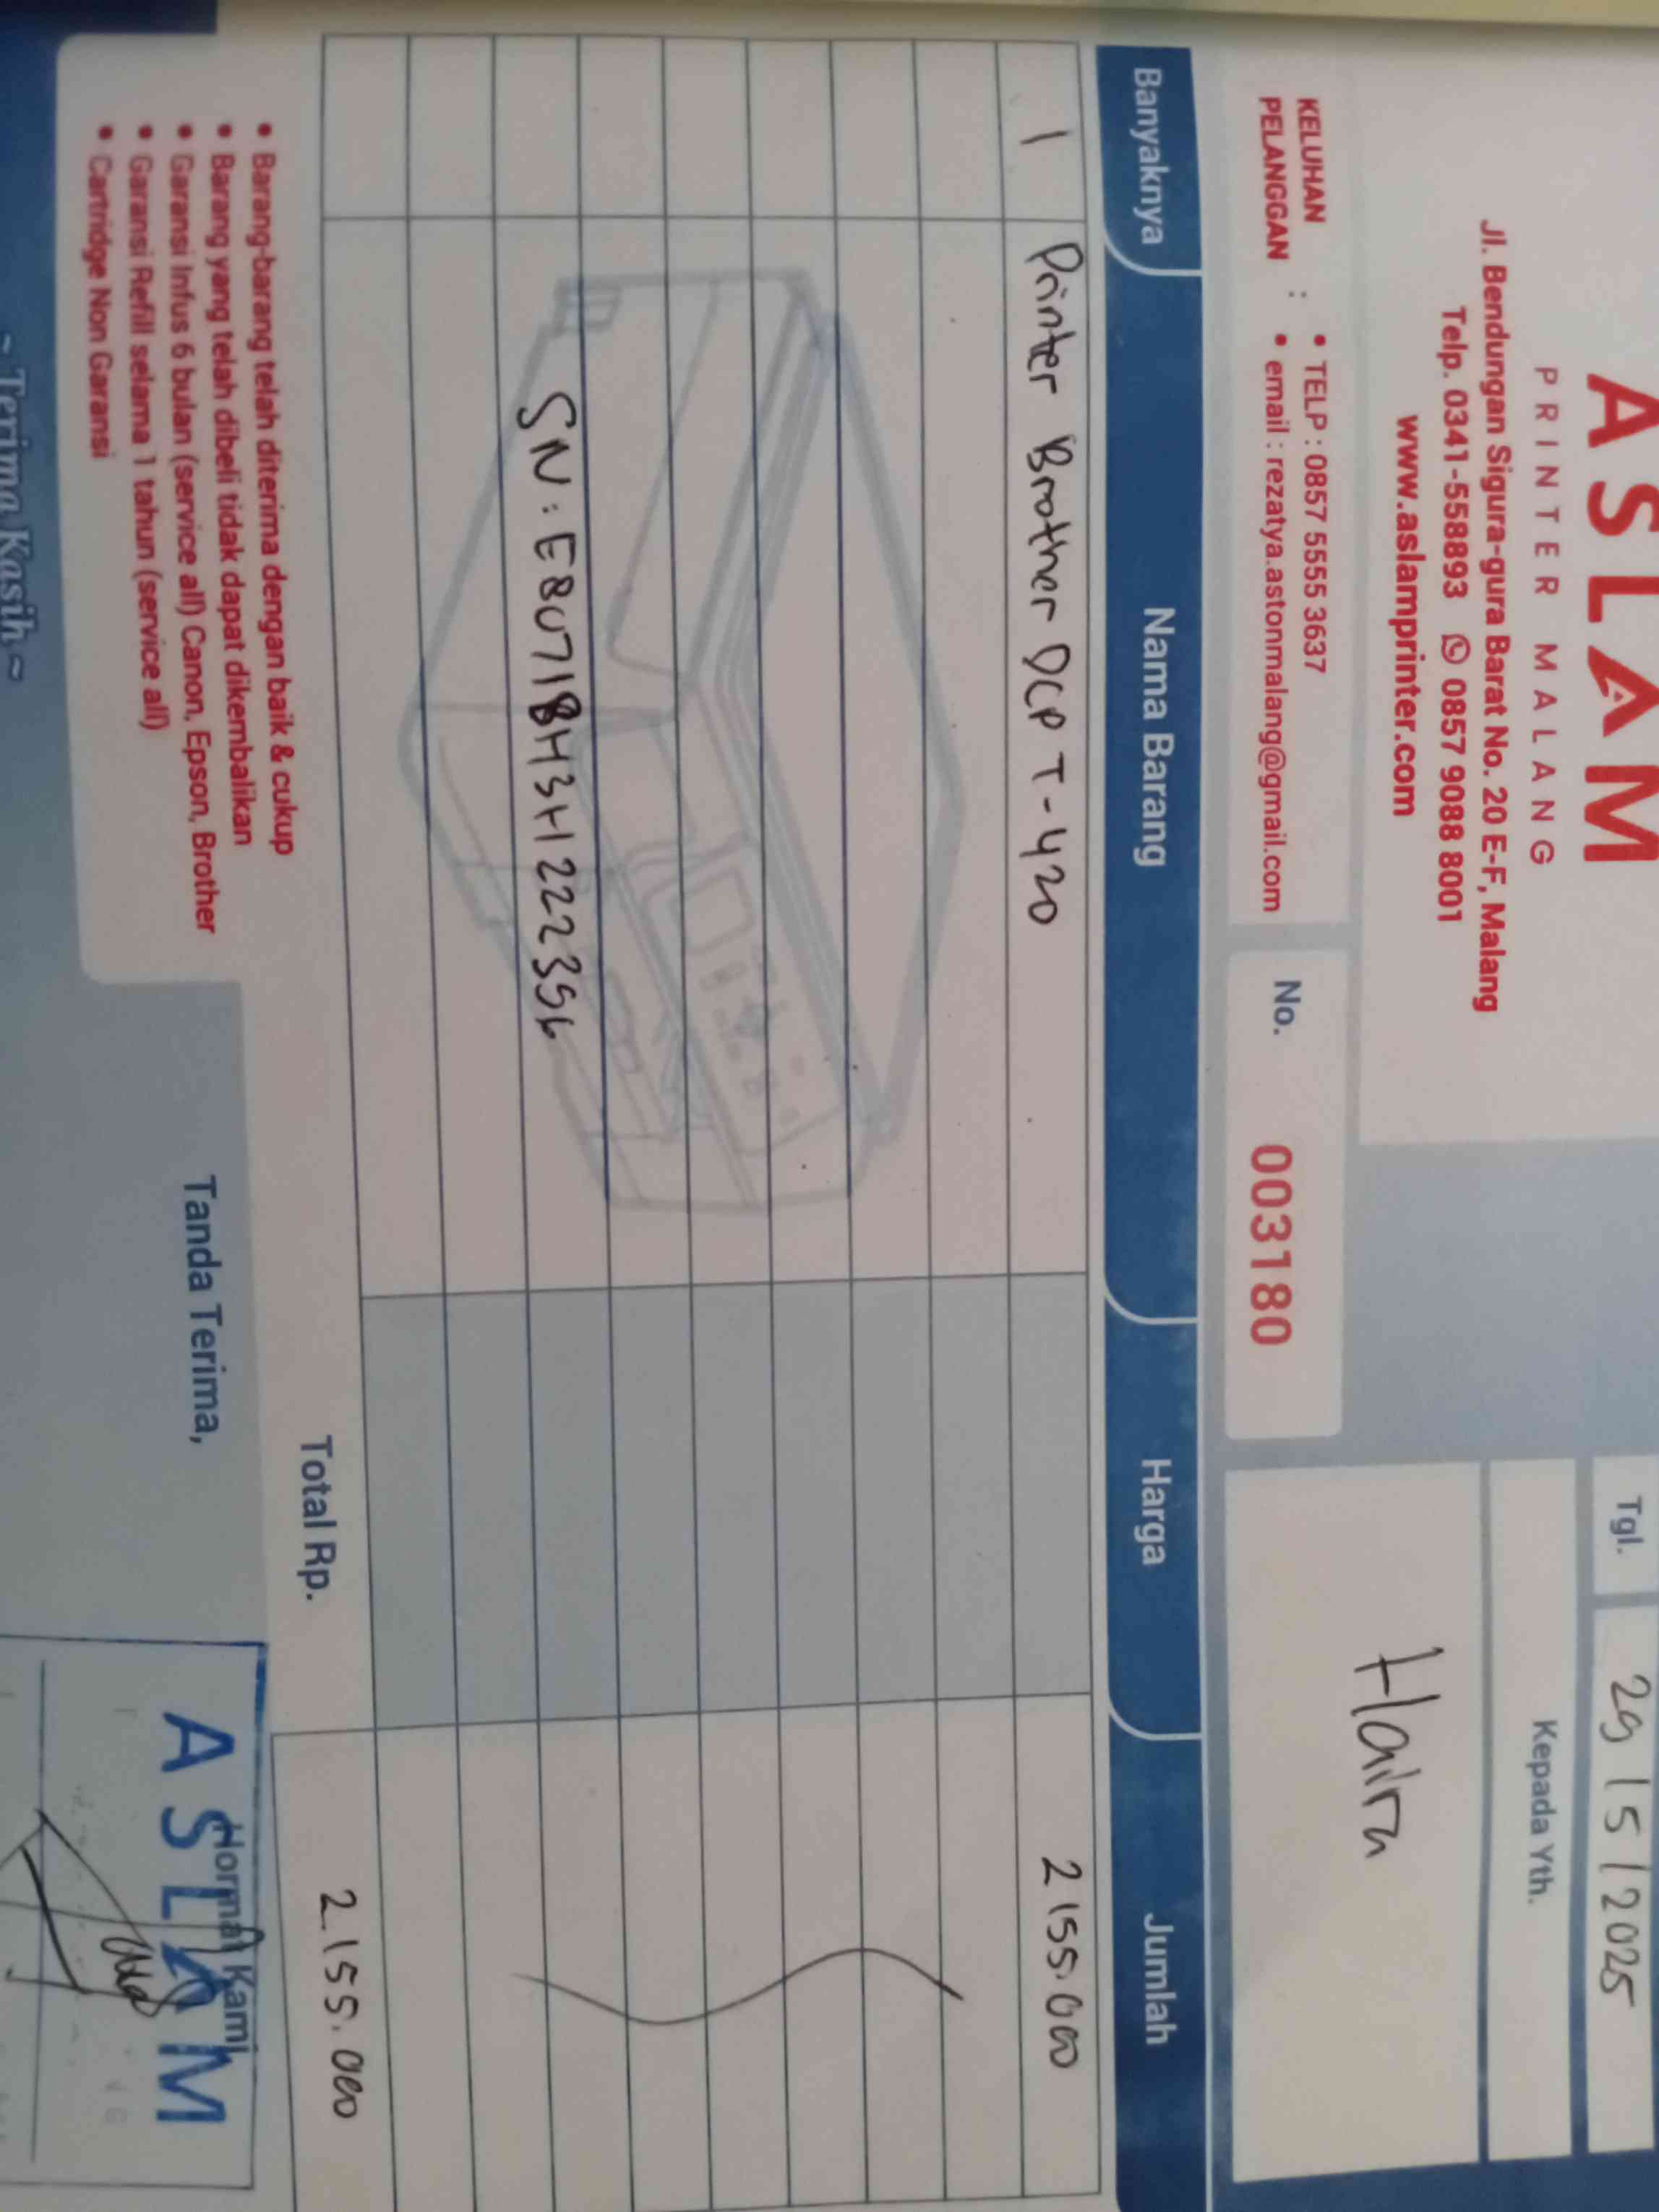 ASLAM
PRINTER MALANG
Jl. Bendungan Sigura-gura Barat No. 20 E-F, Malang
Telp. 0341-558893 0857 9088 8001
www.aslamprinter.com
Tgl. 29/5/2025
Kepada Yth.
Hairu
KELUHAN PELANGGAN :
• TELP : 0857 5555 3637
• email : rezatya.astonmalang@gmail.com
No. 003180
Banyaknya Nama Barang Harga Jumlah
1 Printer Brother DCP T-420 2155.000
SN : E80718H3H222356
Total Rp. 2.155.000
• Barang-barang telah diterima dengan baik & cukup
• Barang yang telah dibeli tidak dapat dikembalikan
• Garansi Infus 6 bulan (service all) Canon, Epson, Brother
• Garansi Refill selama 1 tahun (service all)
• Cartridge Non Garansi
Tanda Terima,
Hormat Kami,
ASLAM
~ Terima Kasih ~